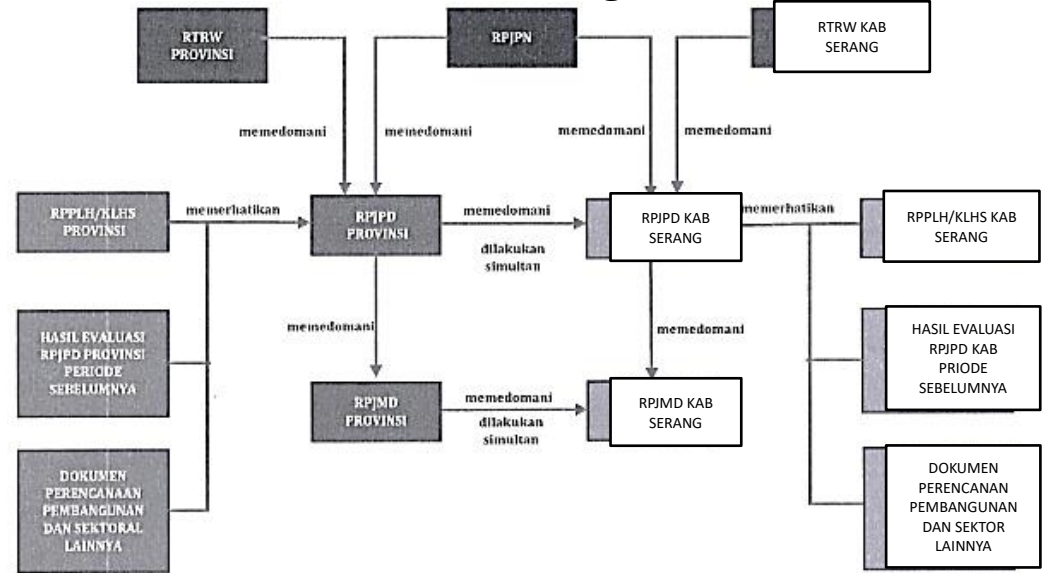 RTRW
PROVINSI
RPJPN
RTRW KAB
SERANG
memedomani
memedomani
memedomani
memedomani
RPPLH/KLHS
PROVINSI
memerhatikan
RPJPD
PROVINSI
memedomani
dilakukan
simultan
RPJPD KAB
SERANG
memerhatikan
RPPLH/KLHS KAB
SERANG
HASIL EVALUASI
RPJPD PROVINSI
PERIODE
SEBELUMNYA
memedomani
memedomani
HASIL EVALUASI
RPJPD KAB
PRIODE
SEBELUMNYA
RPJMD
PROVINSI
memedomani
dilakukan
simultan
RPJMD KAB
SERANG
DOKUMEN
PERENCANAAN
PEMBANGUNAN
DAN SEKTORAL
LAINNYA
DOKUMEN
PERENCANAN
PEMBANGUNAN
DAN SEKTOR
LAINNYA